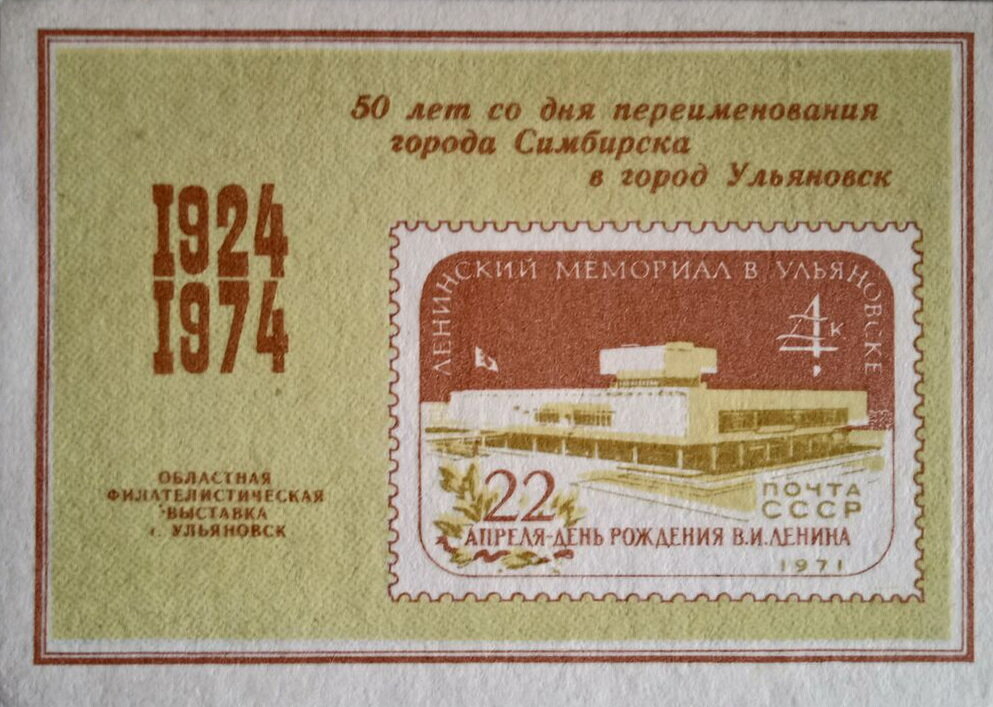 50 лет со дня переименования
города Симбирска
в город Ульяновск
1924
1974
ОБЛАСТНАЯ
ФИЛАТЕЛИСТИЧЕСКАЯ
ВЫСТАВКА
г. УЛЬЯНОВСК
ЛЕНИНСКИЙ МЕМОРИАЛ В УЛЬЯНОВСКЕ
4 К
22
АПРЕЛЯ-ДЕНЬ РОЖДЕНИЯ В.И.ЛЕНИНА
ПОЧТА
СССР
1971